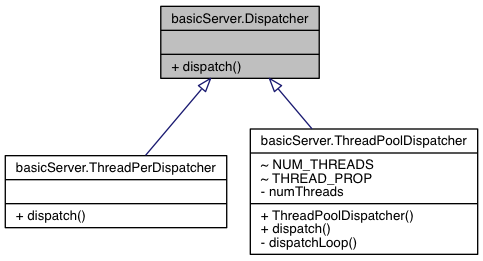 basicServer.Dispatcher
+ dispatch()
basicServer.ThreadPerDispatcher
+ dispatch()
basicServer.ThreadPoolDispatcher
~ NUM_THREADS
~ THREAD_PROP
- numThreads
+ ThreadPoolDispatcher()
+ dispatch()
- dispatchLoop()